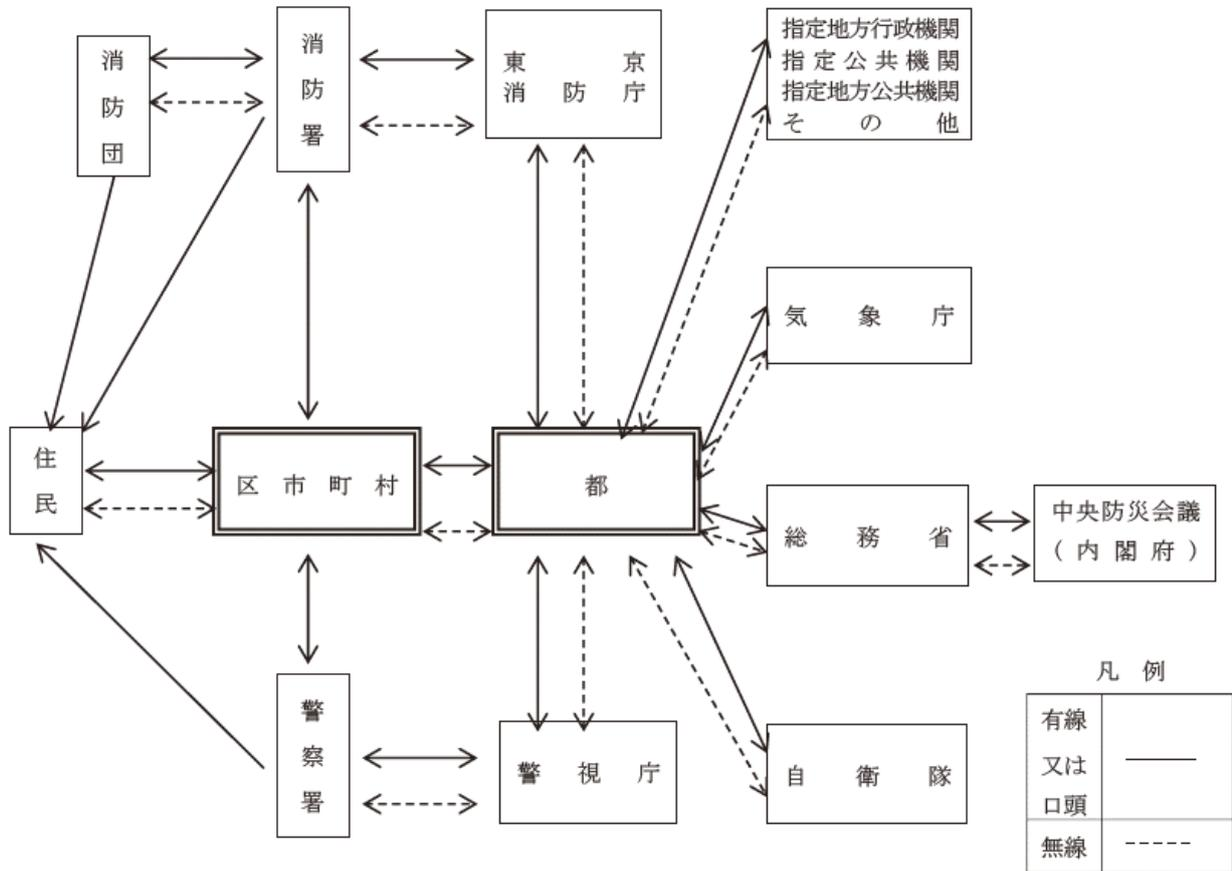 消防団
消防署
東京
消防庁
指定地方行政機関
指定公共機関
指定地方公共機関
その他
気象庁
住民
区市町村
都
総務省
中央防災会議
(内閣府)
警察署
警視庁
自衛隊
凡例
有線
又は
口頭
無線